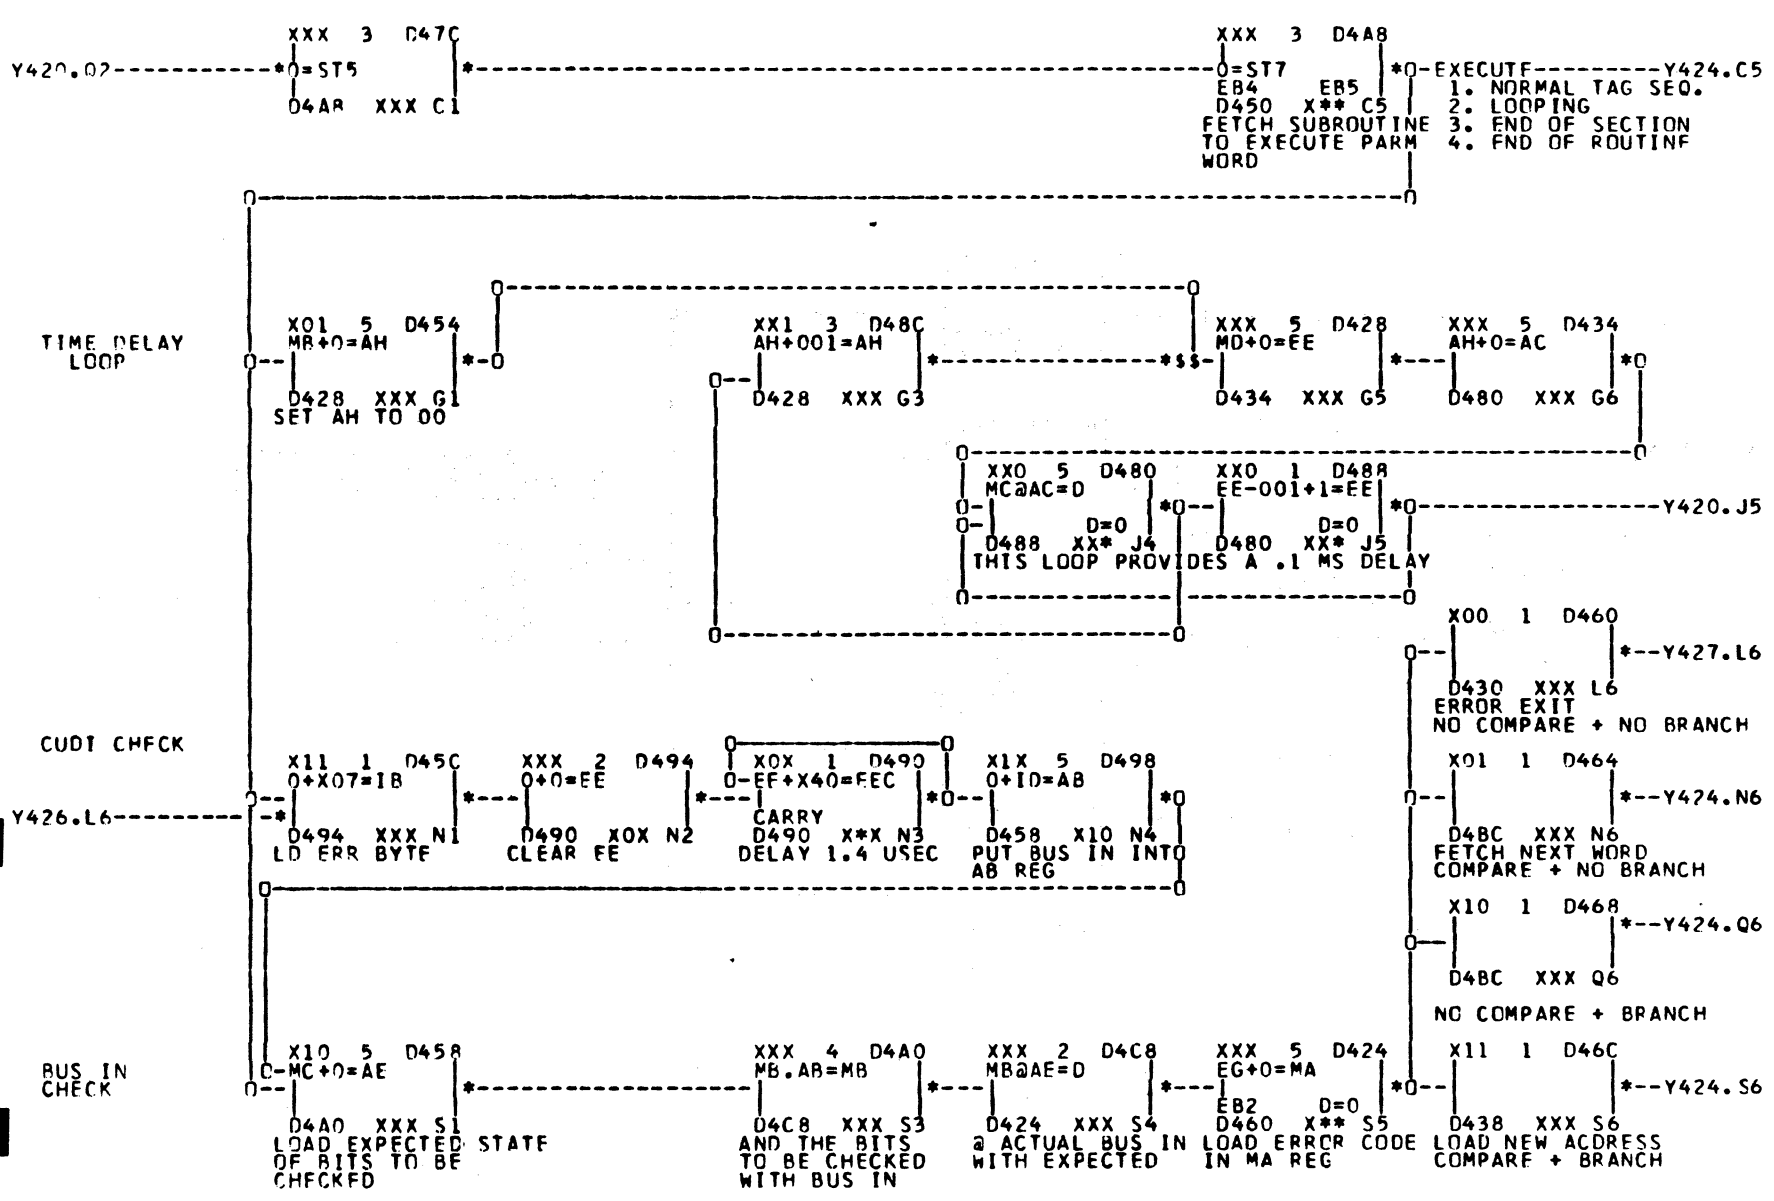 XXX 3 D47C
XXX 3 D4A8
Y420.02-----------*0=ST5 *
0=ST7 *0-EXECUTE---------Y424.C5
D4A8 XXX C1
EB4 EB5
D450 X** C5
1. NORMAL TAG SEQ.
2. LOOPING
FETCH SUBROUTINE 3. END OF SECTION
TO EXECUTE PARM 4. END OF ROUTINE
WORD
TIME DELAY
LOOP
X01 5 D454
MB+0=AH
D428 XXX G1
SET AH TO 00
XX1 3 D48C
AH+001=AH
D428 XXX G3
*$$-
XXX 5 D428
MD+0=EE
D434 XXX G5
XXX 5 D434
AH+0=AC
D480 XXX G6
XX0 5 D480
MC@AC=D
D=0
D488 XX* J4
XX0 1 D488
EE-001+1=EE
D=0
D480 XX* J5
*0------------------Y420.J5
THIS LOOP PROVIDES A .1 MS DELAY
X00 1 D460
*--Y427.L6
D430 XXX L6
ERROR EXIT
NO COMPARE + NO BRANCH
CUDI CHECK
Y426.L6-----------*
X11 1 D45C
0+X07=IB
D494 XXX N1
LD ERR BYTE
XXX 2 D494
0+0=EE
D490 X0X N2
CLEAR EE
X0X 1 D490
0-EE+X40=EEC
CARRY
D490 X*X N3
DELAY 1.4 USEC
X1X 5 D498
0+ID=AB
D458 X10 N4
PUT BUS IN INTO
AB REG
X01 1 D464
*--Y424.N6
D4BC XXX N6
FETCH NEXT WORD
COMPARE + NO BRANCH
X10 1 D468
*--Y424.Q6
D4BC XXX Q6
NO COMPARE + BRANCH
BUS IN
CHECK
X10 5 D458
0-MC+0=AE
D4A0 XXX S1
LOAD EXPECTED STATE
OF BITS TO BE
CHECKED
XXX 4 D4A0
MB.AB=MB
D4C8 XXX S3
AND THE BITS
TO BE CHECKED
WITH BUS IN
XXX 2 D4C8
MB@AE=D
D424 XXX S4
@ ACTUAL BUS IN
WITH EXPECTED
XXX 5 D424
EG+0=MA
EB2 D=0
D460 X** S5
LOAD ERROR CODE
IN MA REG
X11 1 D46C
*--Y424.S6
D438 XXX S6
LOAD NEW ADDRESS
COMPARE + BRANCH